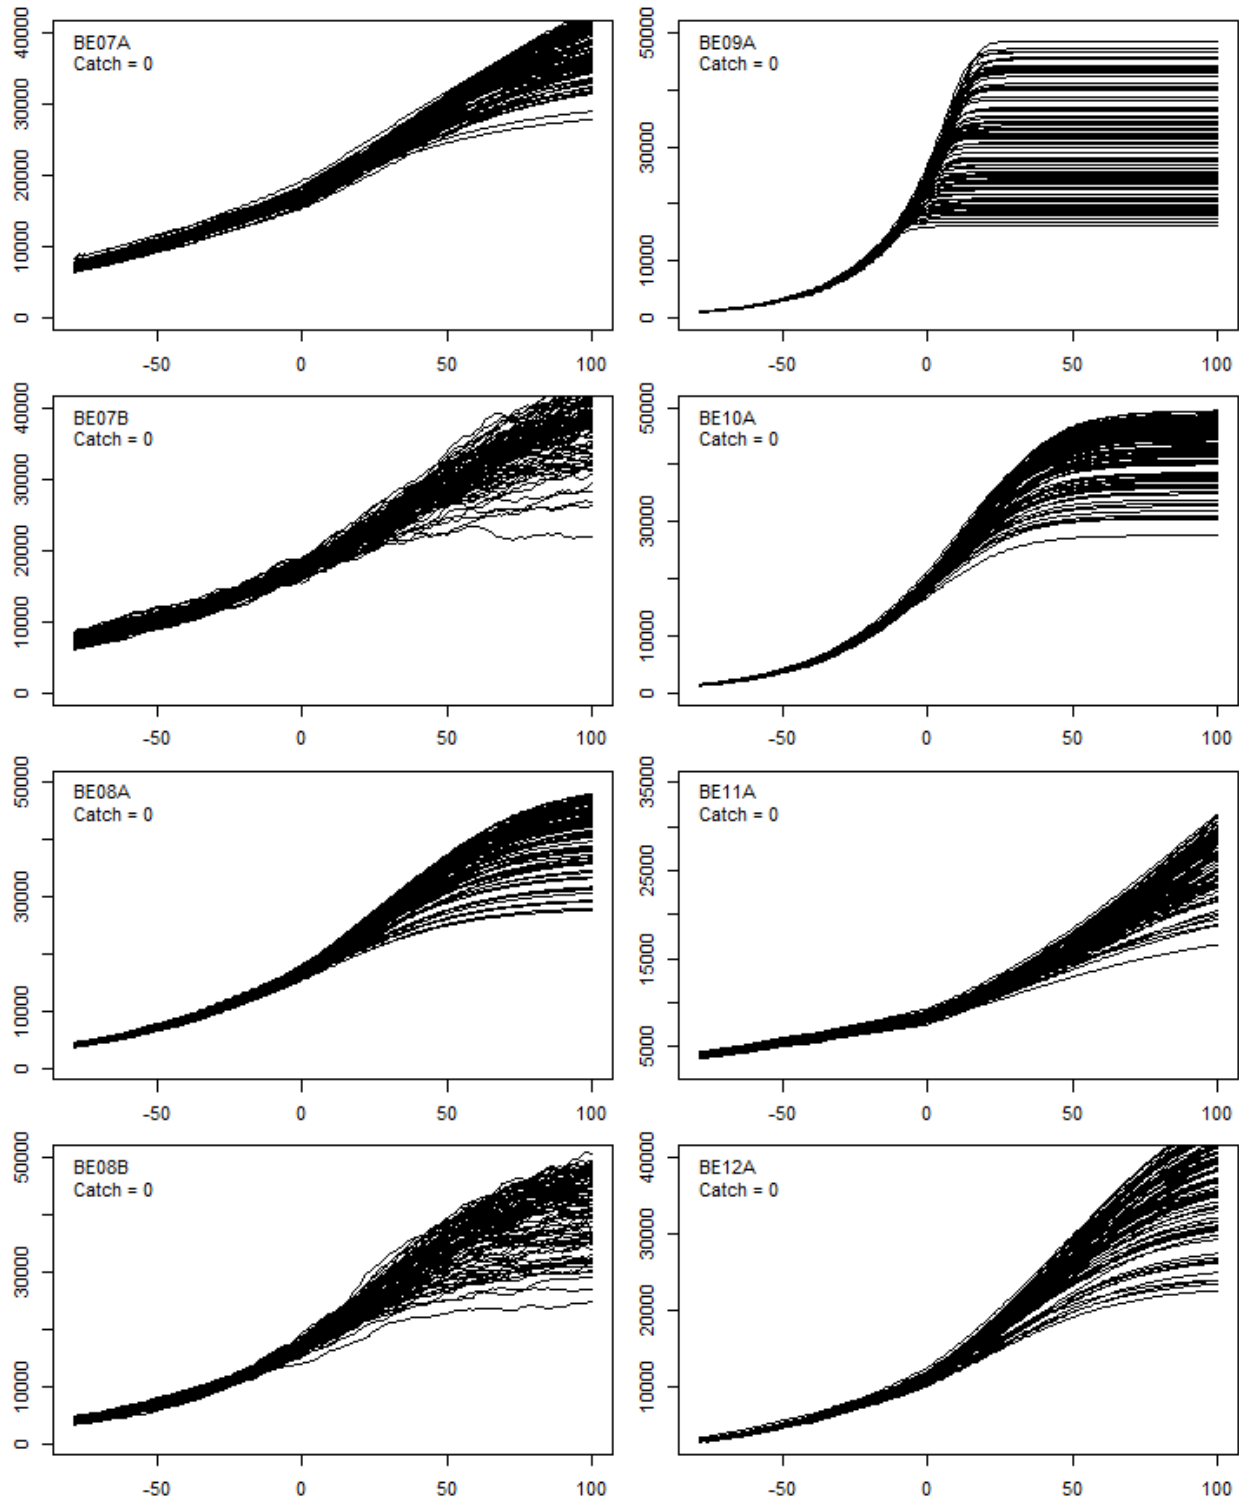 BE07A
Catch = 0
0 10000 20000 30000 40000
-50 0 50 100
BE09A
Catch = 0
0 10000 30000 50000
-50 0 50 100
BE07B
Catch = 0
0 10000 20000 30000 40000
-50 0 50 100
BE10A
Catch = 0
0 10000 30000 50000
-50 0 50 100
BE08A
Catch = 0
0 10000 30000 50000
-50 0 50 100
BE11A
Catch = 0
5000 15000 25000 35000
-50 0 50 100
BE08B
Catch = 0
0 10000 30000 50000
-50 0 50 100
BE12A
Catch = 0
10000 20000 30000 40000
-50 0 50 100